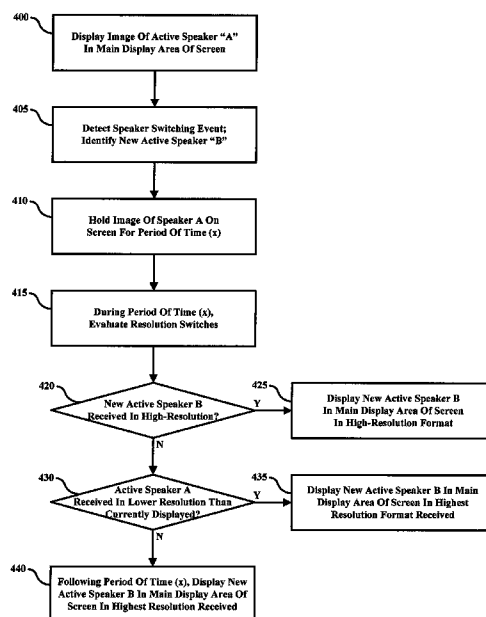 400
Display Image Of Active Speaker “A”
In Main Display Area Of Screen
405
Detect Speaker Switching Event;
Identify New Active Speaker “B”
410
Hold Image Of Speaker A On
Screen For Period Of Time (x)
415
During Period Of Time (x),
Evaluate Resolution Switches
420
New Active Speaker B
Received In High-Resolution?
Y
N
425
Display New Active Speaker B
In Main Display Area Of Screen
In High-Resolution Format
430
Active Speaker A
Received In Lower Resolution Than
Currently Displayed?
Y
N
435
Display New Active Speaker B In Main
Display Area Of Screen In Highest
Resolution Format Received
440
Following Period Of Time (x), Display New
Active Speaker B In Main Display Area
Of Screen In Highest Resolution Received